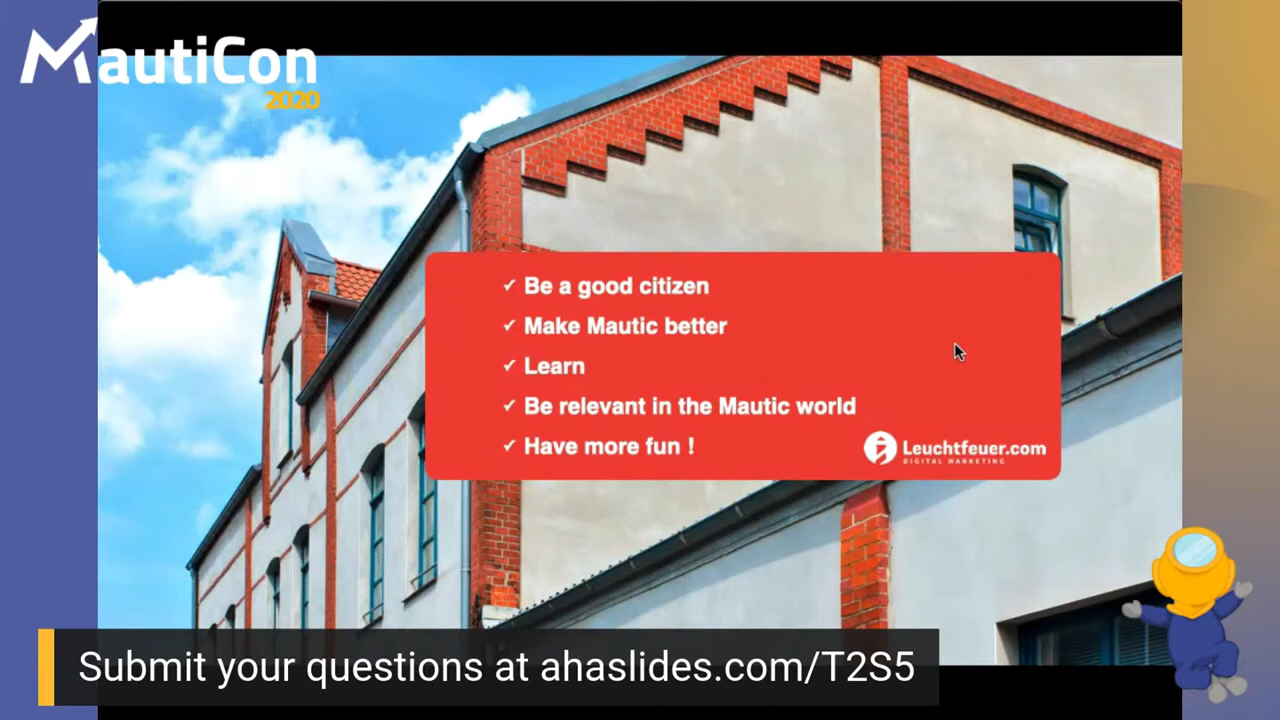 MautiCon
2020
✓ Be a good citizen
✓ Make Mautic better
✓ Learn
✓ Be relevant in the Mautic world
✓ Have more fun !
Leuchtfeuer.com
DIGITAL MARKETING
Submit your questions at ahaslides.com/T2S5